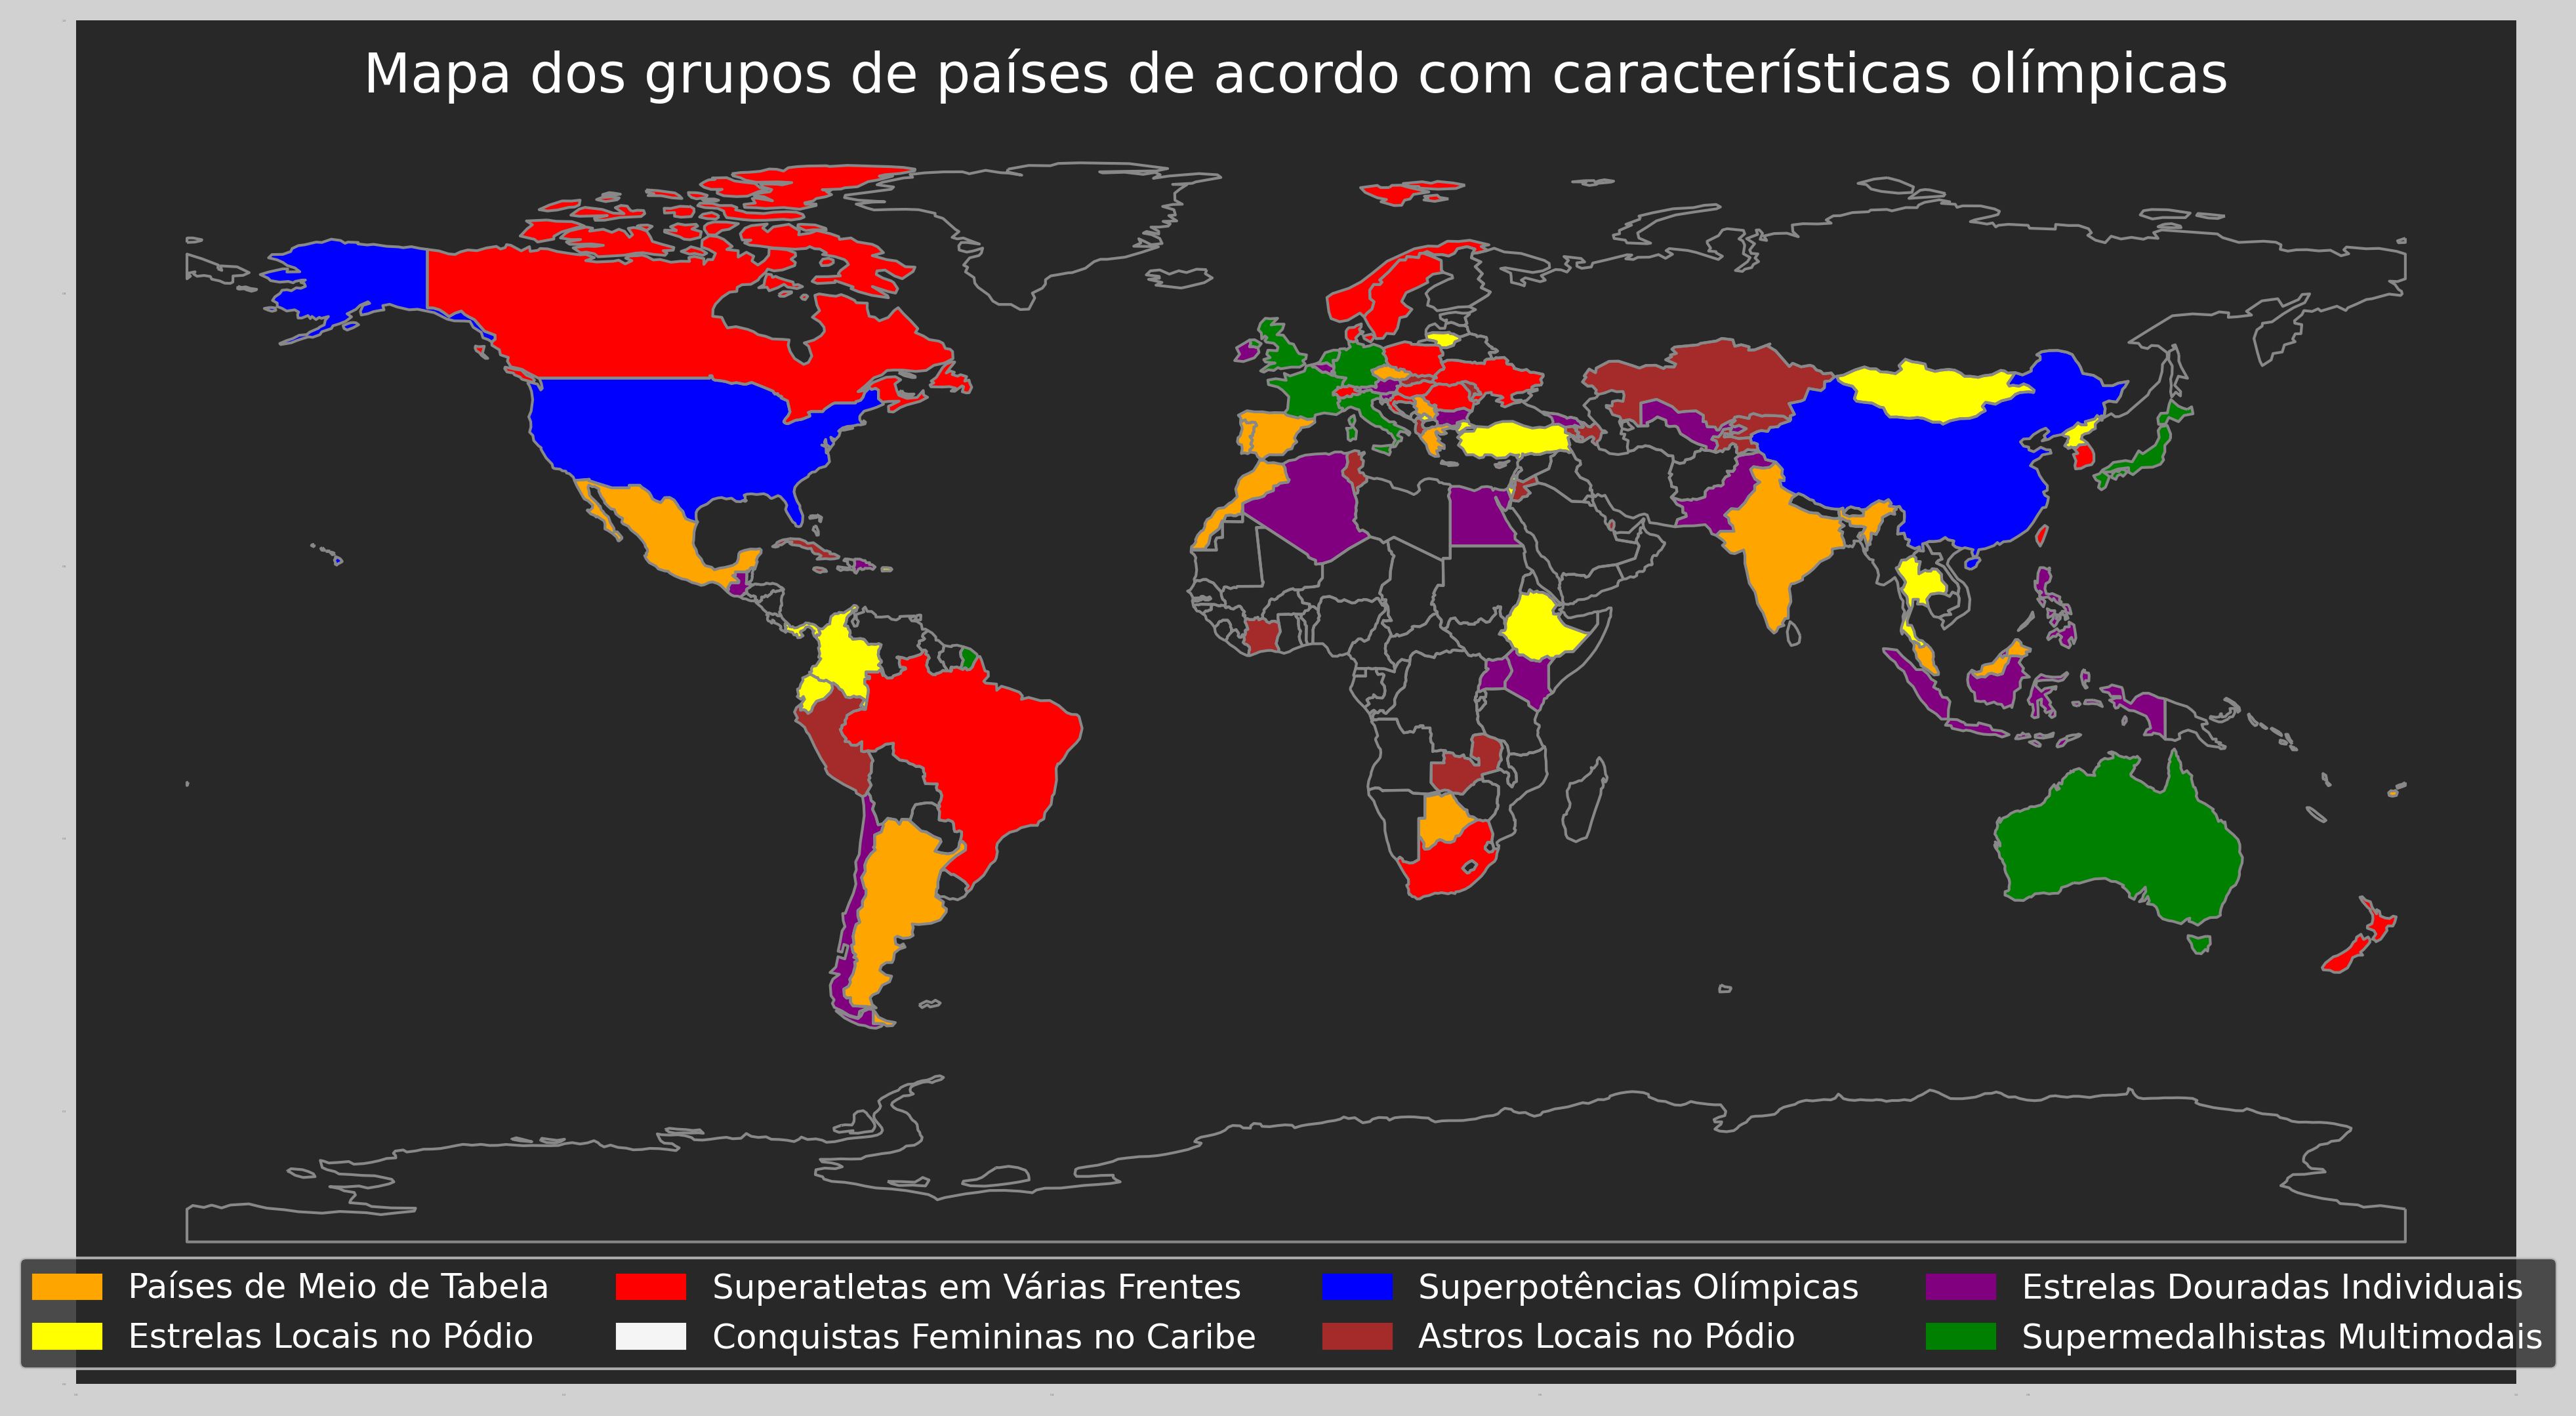 Mapa dos grupos de países de acordo com características olímpicas
Países de Meio de Tabela
Superatletas em Várias Frentes
Superpotências Olímpicas
Estrelas Douradas Individuais
Estrelas Locais no Pódio
Conquistas Femininas no Caribe
Astros Locais no Pódio
Supermedalhistas Multimodais